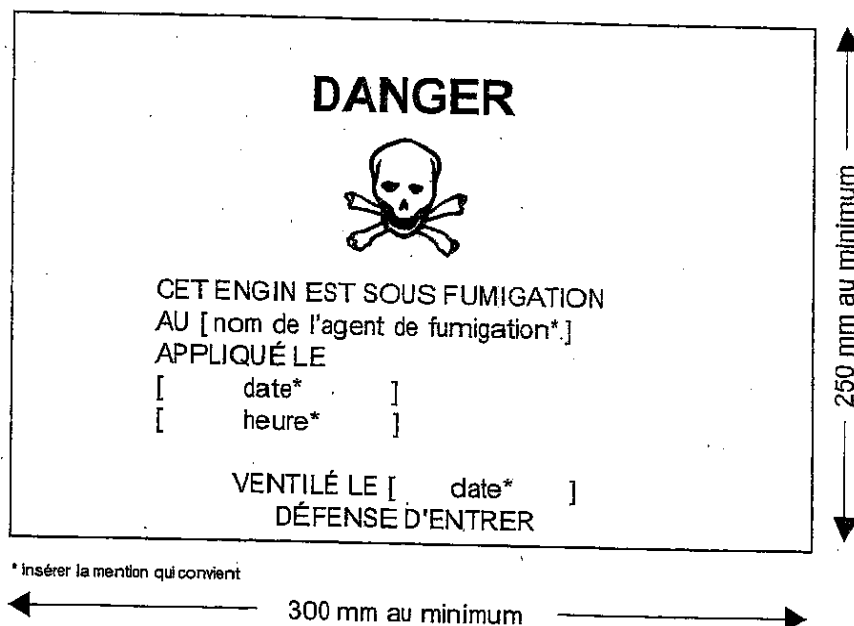 DANGER
CET ENGIN EST SOUS FUMIGATION
AU [nom de l'agent de fumigation*.]
APPLIQUÉ LE
[ date* ]
[ heure* ]
VENTILÉ LE [ date* ]
DÉFENSE D'ENTRER
250 mm au minimum
* insérer la mention qui convient
300 mm au minimum